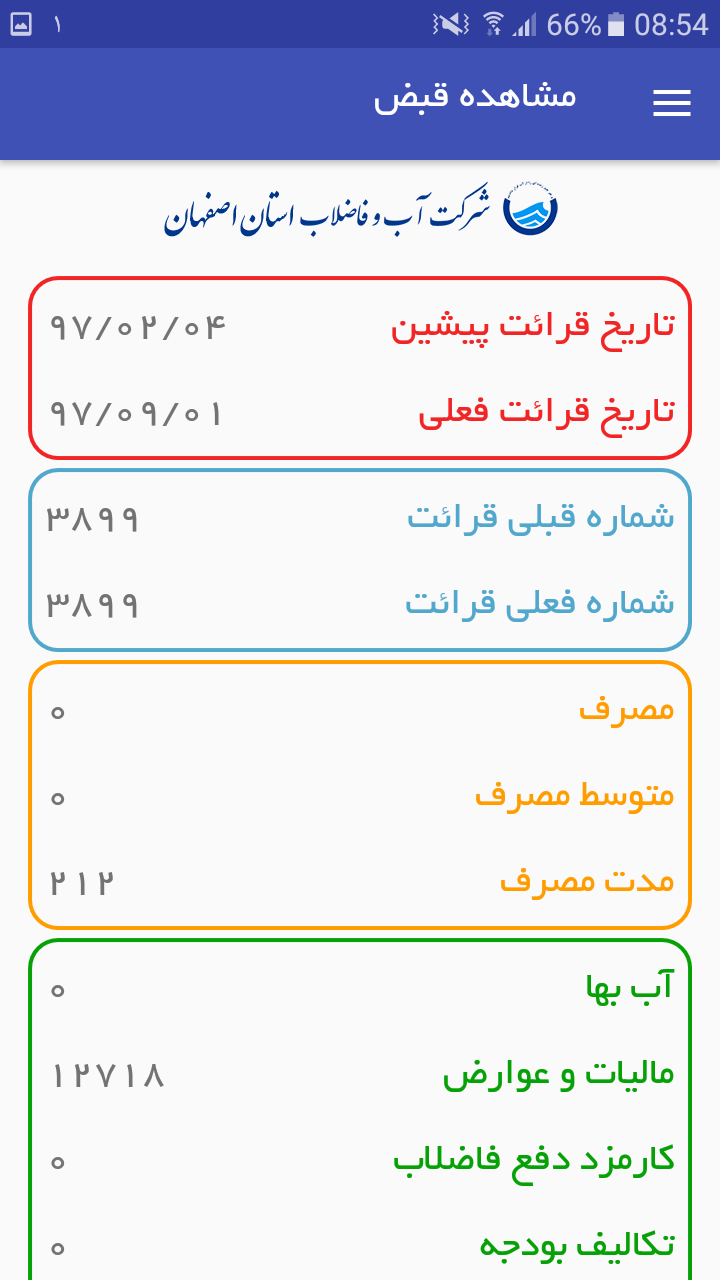 ۱ 66% 08:54
مشاهده قبض
شرکت آب و فاضلاب استان اصفهان
تاریخ قرائت پیشین ۹۷/۰۲/۰۴
تاریخ قرائت فعلی ۹۷/۰۹/۰۱
شماره قبلی قرائت ۳۸۹۹
شماره فعلی قرائت ۳۸۹۹
مصرف ۰
متوسط مصرف ۰
مدت مصرف ۲۱۲
آب بها ۰
مالیات و عوارض ۱۲۷۱۸
کارمزد دفع فاضلاب ۰
تکالیف بودجه ۰